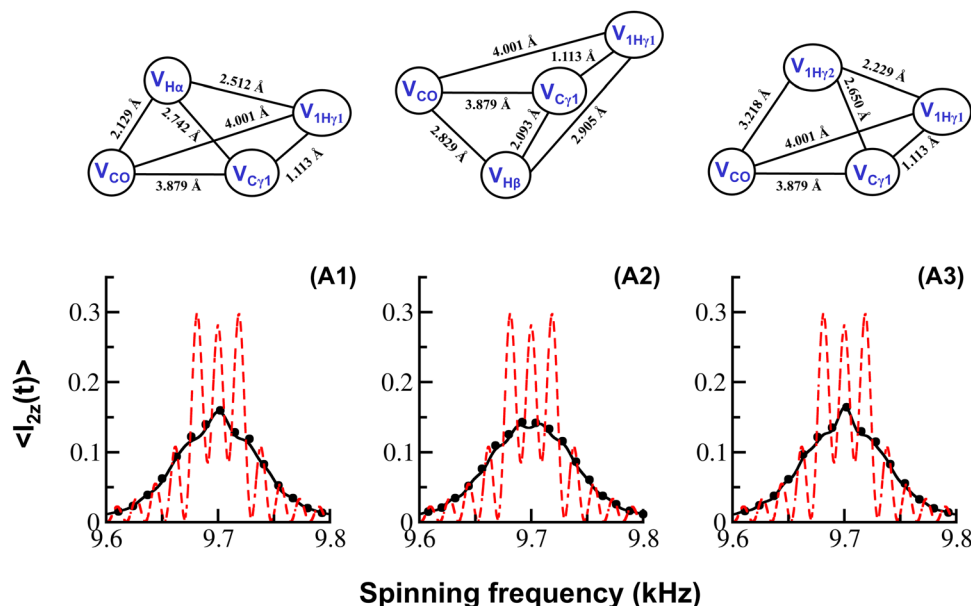 V1Hγ1
4.001 Å
1.113 Å
VCO
3.879 Å
VCγ1
2.829 Å
2.093 Å
2.905 Å
VHβ
VHα
2.512 Å
2.129 Å
2.742 Å
4.001 Å
V1Hγ1
VCO
3.879 Å
VCγ1
1.113 Å
V1Hγ2
2.229 Å
3.218 Å
2.650 Å
4.001 Å
V1Hγ1
VCO
3.879 Å
VCγ1
1.113 Å
(A1)
(A2)
(A3)
<I2z(t)>
0.3
0.2
0.1
0
9.6 9.7 9.8
0.3
0.2
0.1
0
9.6 9.7 9.8
0.3
0.2
0.1
0
9.6 9.7 9.8
Spinning frequency (kHz)